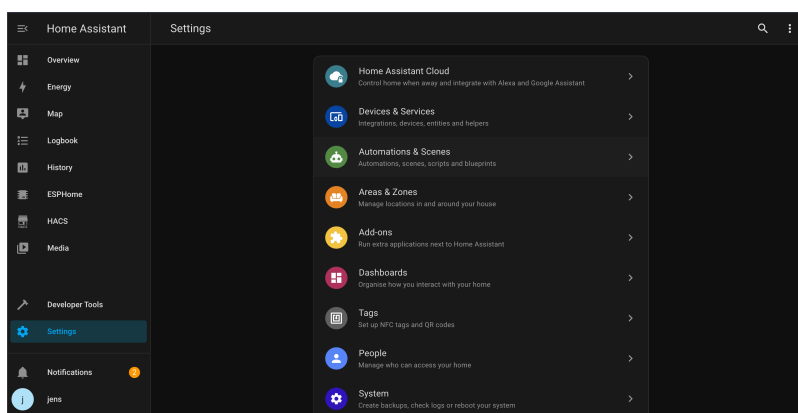 Home Assistant
Settings
Overview
Energy
Map
Logbook
History
ESPHome
HACS
Media
Developer Tools
Settings
Notifications
2
j
jens
Home Assistant Cloud
Control home when away and integrate with Alexa and Google Assistant
Devices & Services
Integrations, devices, entities and helpers
Automations & Scenes
Automations, scenes, scripts and blueprints
Areas & Zones
Manage locations in and around your house
Add-ons
Run extra applications next to Home Assistant
Dashboards
Organise how you interact with your home
Tags
Set up NFC tags and QR codes
People
Manage who can access your home
System
Create backups, check logs or reboot your system